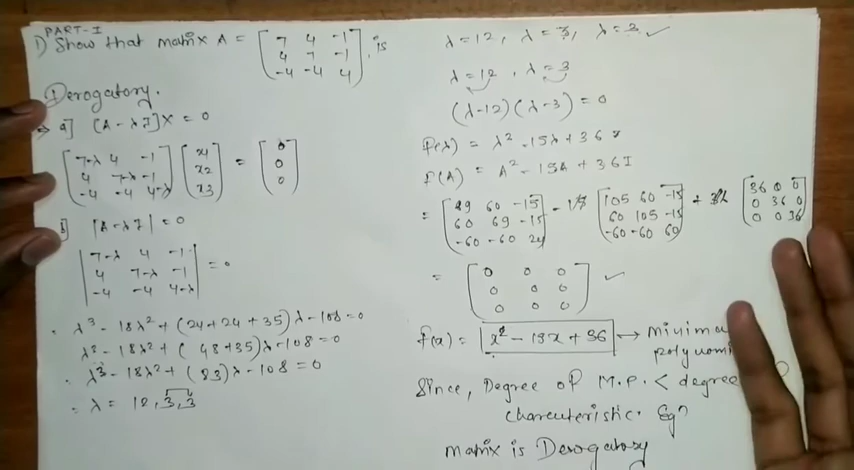 PART-I
1) Show that matrix A = [7 4 -1
4 7 -1
-4 -4 4], is
Derogatory.
⇒ a] [A-λI]X = 0
[7-λ 4 -1
4 7-λ -1
-4 -4 4-λ] [x1
x2
x3] = [0
0
0]
|A-λI| = 0
|7-λ 4 -1
4 7-λ -1
-4 -4 4-λ| = 0
∴ λ³ - 18λ² + (24+24+35)λ - 108 = 0
λ³ - 18λ² + ( 48+35)λ - 108 = 0
∴ λ³ - 18λ² + (83)λ - 108 = 0
∴ λ = 12, 3, 3
λ = 12, λ = 3, λ = 3 ✓
λ = 12, λ = 3
(λ-12)(λ-3) = 0
f(λ) = λ² - 15λ + 36
f(A) = A² - 15A + 36I
= [69 60 -15
60 69 -15
-60 -60 24] - [105 60 -15
60 105 -15
-60 -60 60] + [36 0 0
0 36 0
0 0 36]
= [0 0 0
0 0 0
0 0 0] ✓
f(x) = x² - 15x + 36 → minima
polynomi
Since, Degree of M.P. < degree
charecteristic. Eqn
matrix is Derogatory